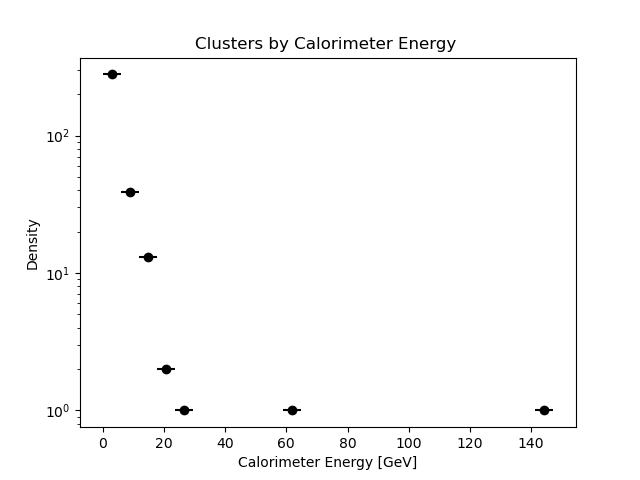 Clusters by Calorimeter Energy
10²
10¹
10⁰
Density
0 20 40 60 80 100 120 140
Calorimeter Energy [GeV]